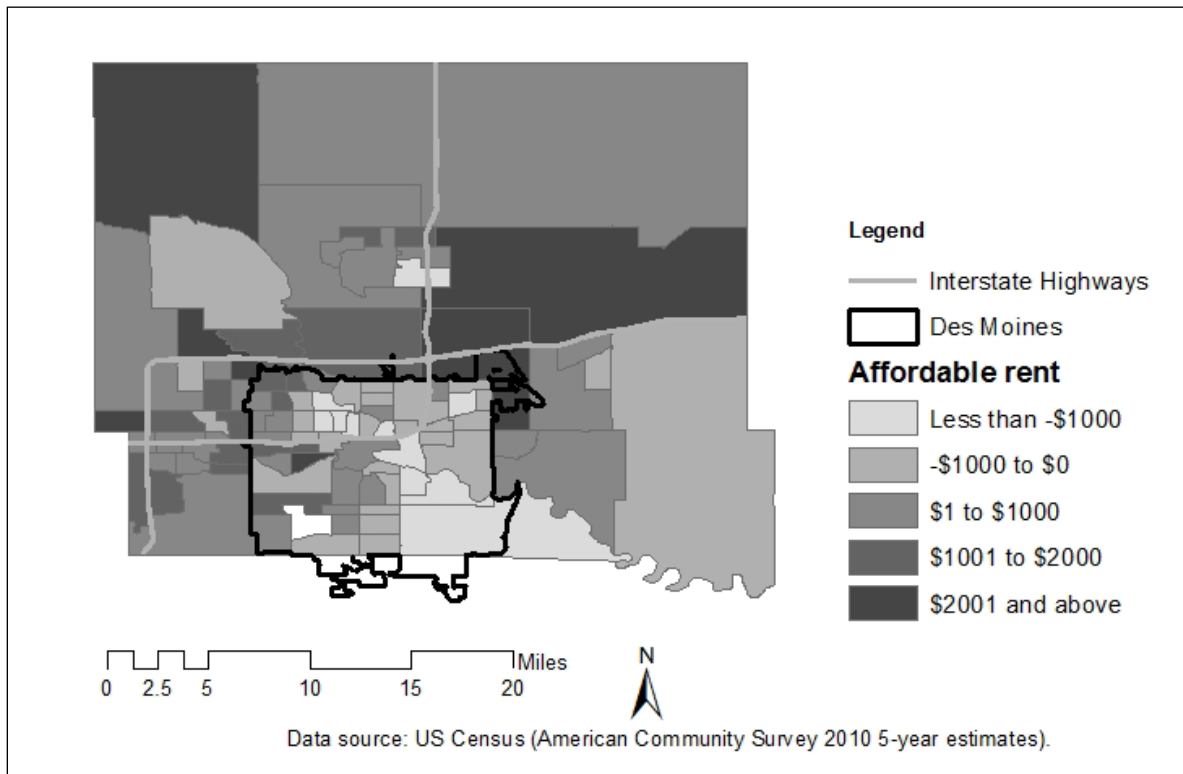 Legend
Interstate Highways
Des Moines
Affordable rent
Less than -$1000
-$1000 to $0
$1 to $1000
$1001 to $2000
$2001 and above
Miles
0 2.5 5 10 15 20
N
Data source: US Census (American Community Survey 2010 5-year estimates).